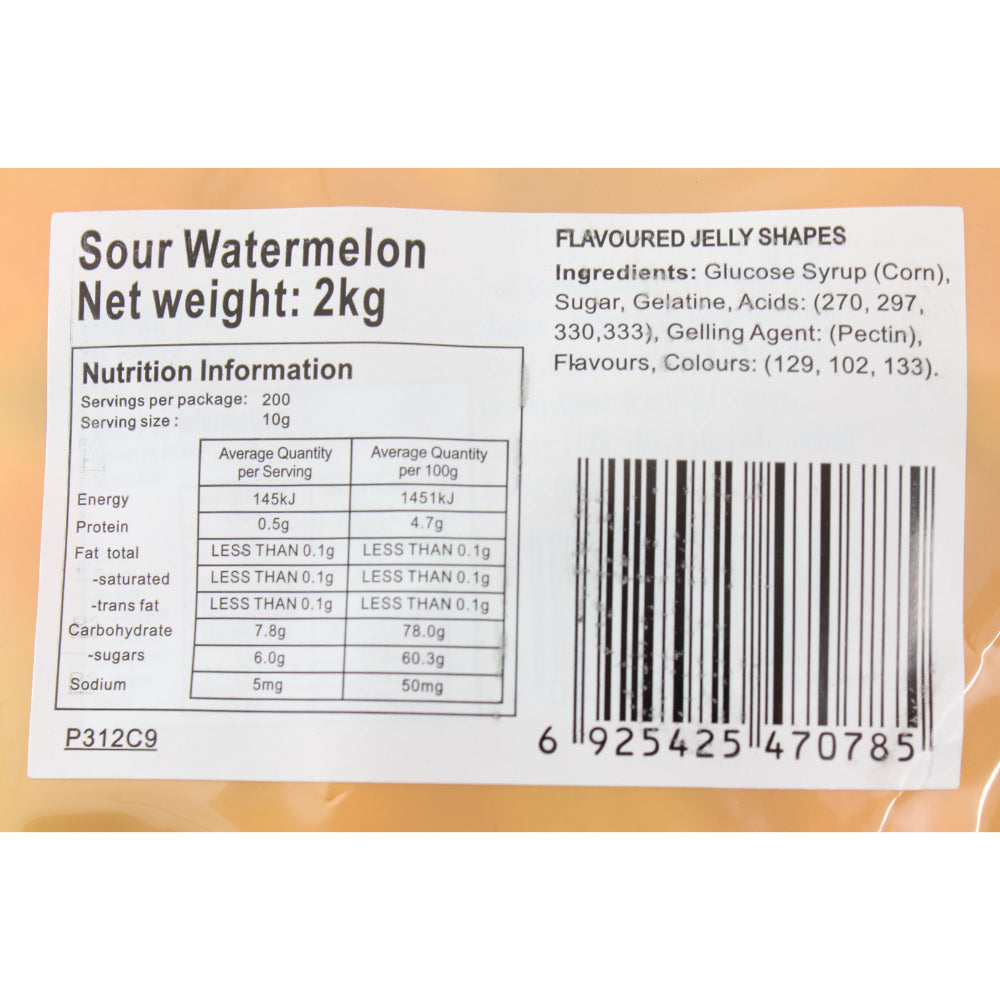 Sour Watermelon
Net weight: 2kg
Nutrition Information
Servings per package: 200
Serving size : 10g
Average Quantity per Serving Average Quantity per 100g
Energy 145kJ 1451kJ
Protein 0.5g 4.7g
Fat total LESS THAN 0.1g LESS THAN 0.1g
-saturated LESS THAN 0.1g LESS THAN 0.1g
-trans fat LESS THAN 0.1g LESS THAN 0.1g
Carbohydrate 7.8g 78.0g
-sugars 6.0g 60.3g
Sodium 5mg 50mg
P312C9
FLAVOURED JELLY SHAPES
Ingredients: Glucose Syrup (Corn),
Sugar, Gelatine, Acids: (270, 297,
330,333), Gelling Agent: (Pectin),
Flavours, Colours: (129, 102, 133).
6 925425 470785